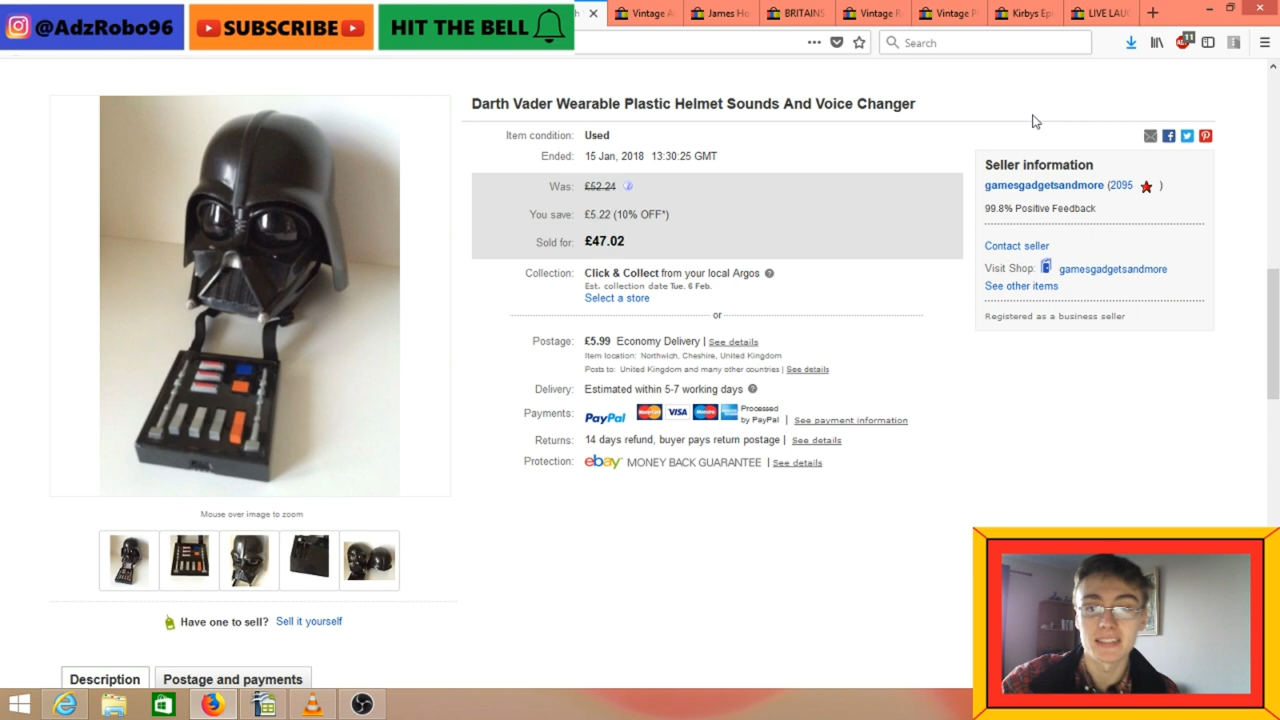 @AdzRobo96
SUBSCRIBE
HIT THE BELL
Vintage A
James Ho
BRITAINS
Vintage R
Vintage P
Kirbys Ep
LIVE LAU
Search
11
Darth Vader Wearable Plastic Helmet Sounds And Voice Changer
Item condition: Used
Ended: 15 Jan, 2018 13:30:25 GMT
Was: £52.24
You save: £5.22 (10% OFF*)
Sold for: £47.02
Collection: Click & Collect from your local Argos
Est. collection date Tue. 6 Feb.
Select a store
or
Postage: £5.99 Economy Delivery | See details
Item location: Northwich, Cheshire, United Kingdom
Posts to: United Kingdom and many other countries | See details
Delivery: Estimated within 5-7 working days
Payments: PayPal MasterCard VISA Maestro Processed by PayPal | See payment information
Returns: 14 days refund, buyer pays return postage | See details
Protection: ebay MONEY BACK GUARANTEE | See details
Seller information
gamesgadgetsandmore (2095 )
99.8% Positive Feedback
Contact seller
Visit Shop: gamesgadgetsandmore
See other items
Registered as a business seller
Mouse over image to zoom
Have one to sell? Sell it yourself
Description
Postage and payments